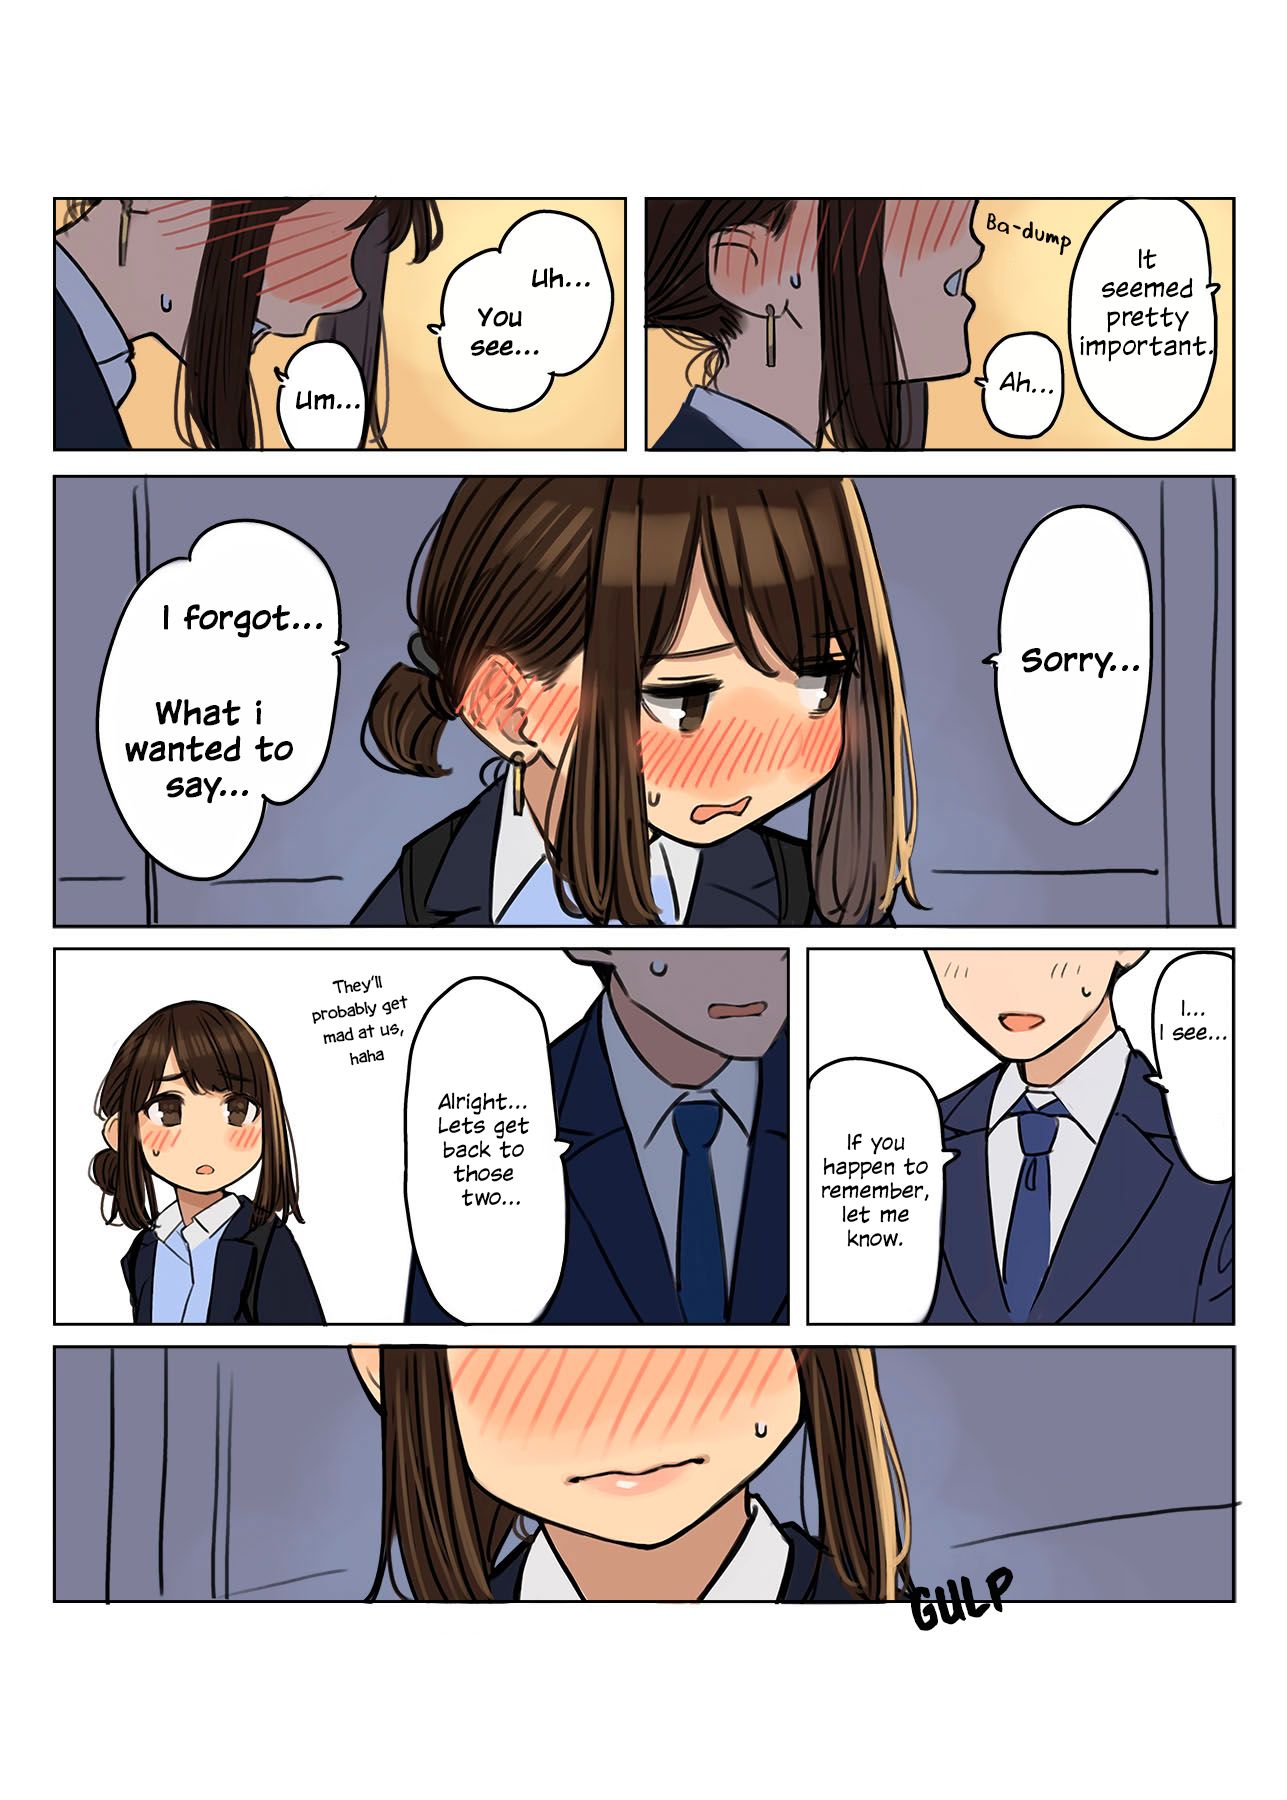 It
seemed
pretty
important.
Ba-dump
Ah...
Uh...
You
see...
Um...
Sorry...
I forgot...
What i
wanted to
say...
I...
I see...
If you
happen to
remember,
let me
know.
Alright...
Lets get
back to
those
two...
They'll
probably get
mad at us,
haha
GULP